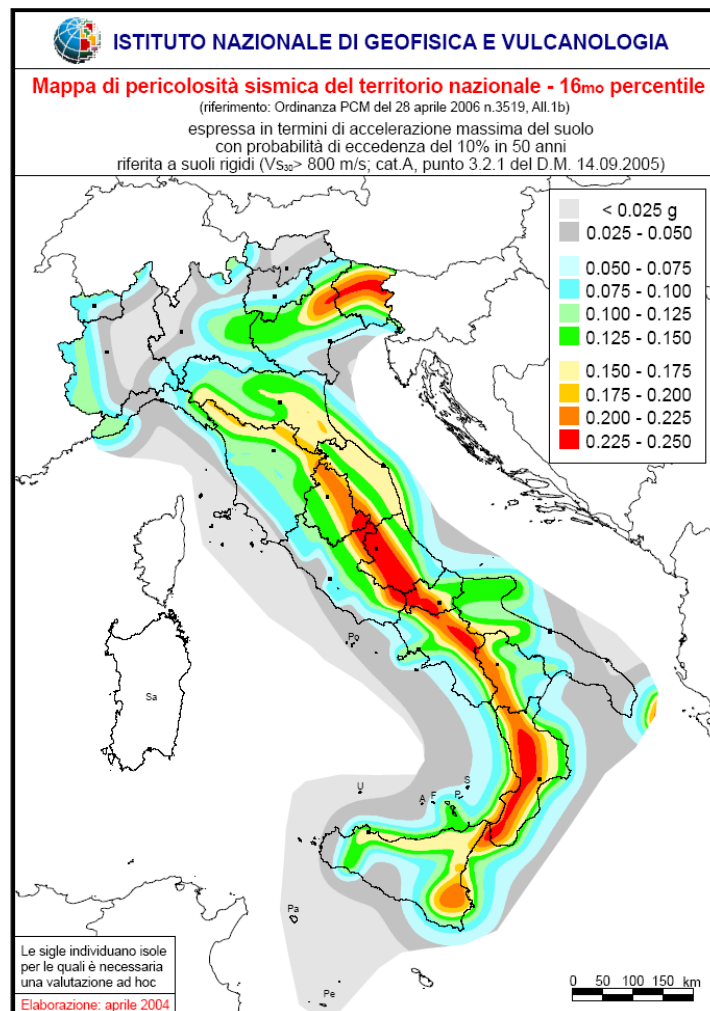 ISTITUTO NAZIONALE DI GEOFISICA E VULCANOLOGIA
Mappa di pericolosità sismica del territorio nazionale - 16mo percentile
(riferimento: Ordinanza PCM del 28 aprile 2006 n.3519, All.1b)
espressa in termini di accelerazione massima del suolo
con probabilità di eccedenza del 10% in 50 anni
riferita a suoli rigidi (Vs30> 800 m/s; cat.A, punto 3.2.1 del D.M. 14.09.2005)
< 0.025 g
0.025 - 0.050
0.050 - 0.075
0.075 - 0.100
0.100 - 0.125
0.125 - 0.150
0.150 - 0.175
0.175 - 0.200
0.200 - 0.225
0.225 - 0.250
Po
Sa
U
A
F
P
S
Pa
Pe
Le sigle individuano isole
per le quali è necessaria
una valutazione ad hoc
Elaborazione: aprile 2004
0 50 100 150 km